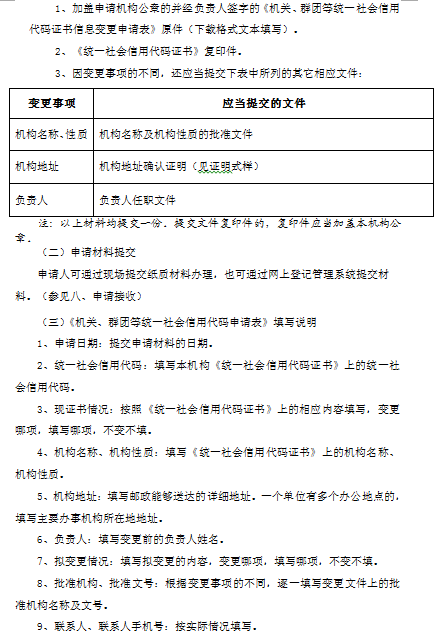 1、加盖申请机构公章的并经负责人签字的《机关、群团等统一社会信用
代码证书信息变更申请表》原件（下载格式文本填写）。
2、《统一社会信用代码证书》复印件。
3、因变更事项的不同，还应当提交下表中所列的其它相应文件：
变更事项 应当提交的文件
机构名称、性质 机构名称及机构性质的批准文件
机构地址 机构地址确认证明（见证明式样）
负责人 负责人任职文件
注：以上材料均提交一份．提交文件复印件的，复印件应当加盖本机构公
章．
（二）申请材料提交
申请人可通过现场提交纸质材料办理，也可通过网上登记管理系统提交材
料。（参见八、申请接收）
（三）《机关、群团等统一社会信用代码申请表》填写说明
1、申请日期：提交申请材料的日期。
2、统一社会信用代码：填写本机构《统一社会信用代码证书》上的统一社
会信用代码。
3、现证书情况：按照《统一社会信用代码证书》上的相应内容填写，变更
哪项，填写哪项，不变不填。
4、机构名称、机构性质：填写《统一社会信用代码证书》上的机构名称、
机构性质。
5、机构地址：填写邮政能够送达的详细地址。一个单位有多个办公地点的，
填写主要办事机构所在地地址。
6、负责人：填写变更前的负责人姓名。
7、拟变更情况：填写拟变更的内容，变更哪项，填写哪项，不变不填。
8、批准机构、批准文号：根据变更事项的不同，逐一填写变更文件上的批
准机构名称及文号。
9、联系人、联系人手机号：按实际情况填写。